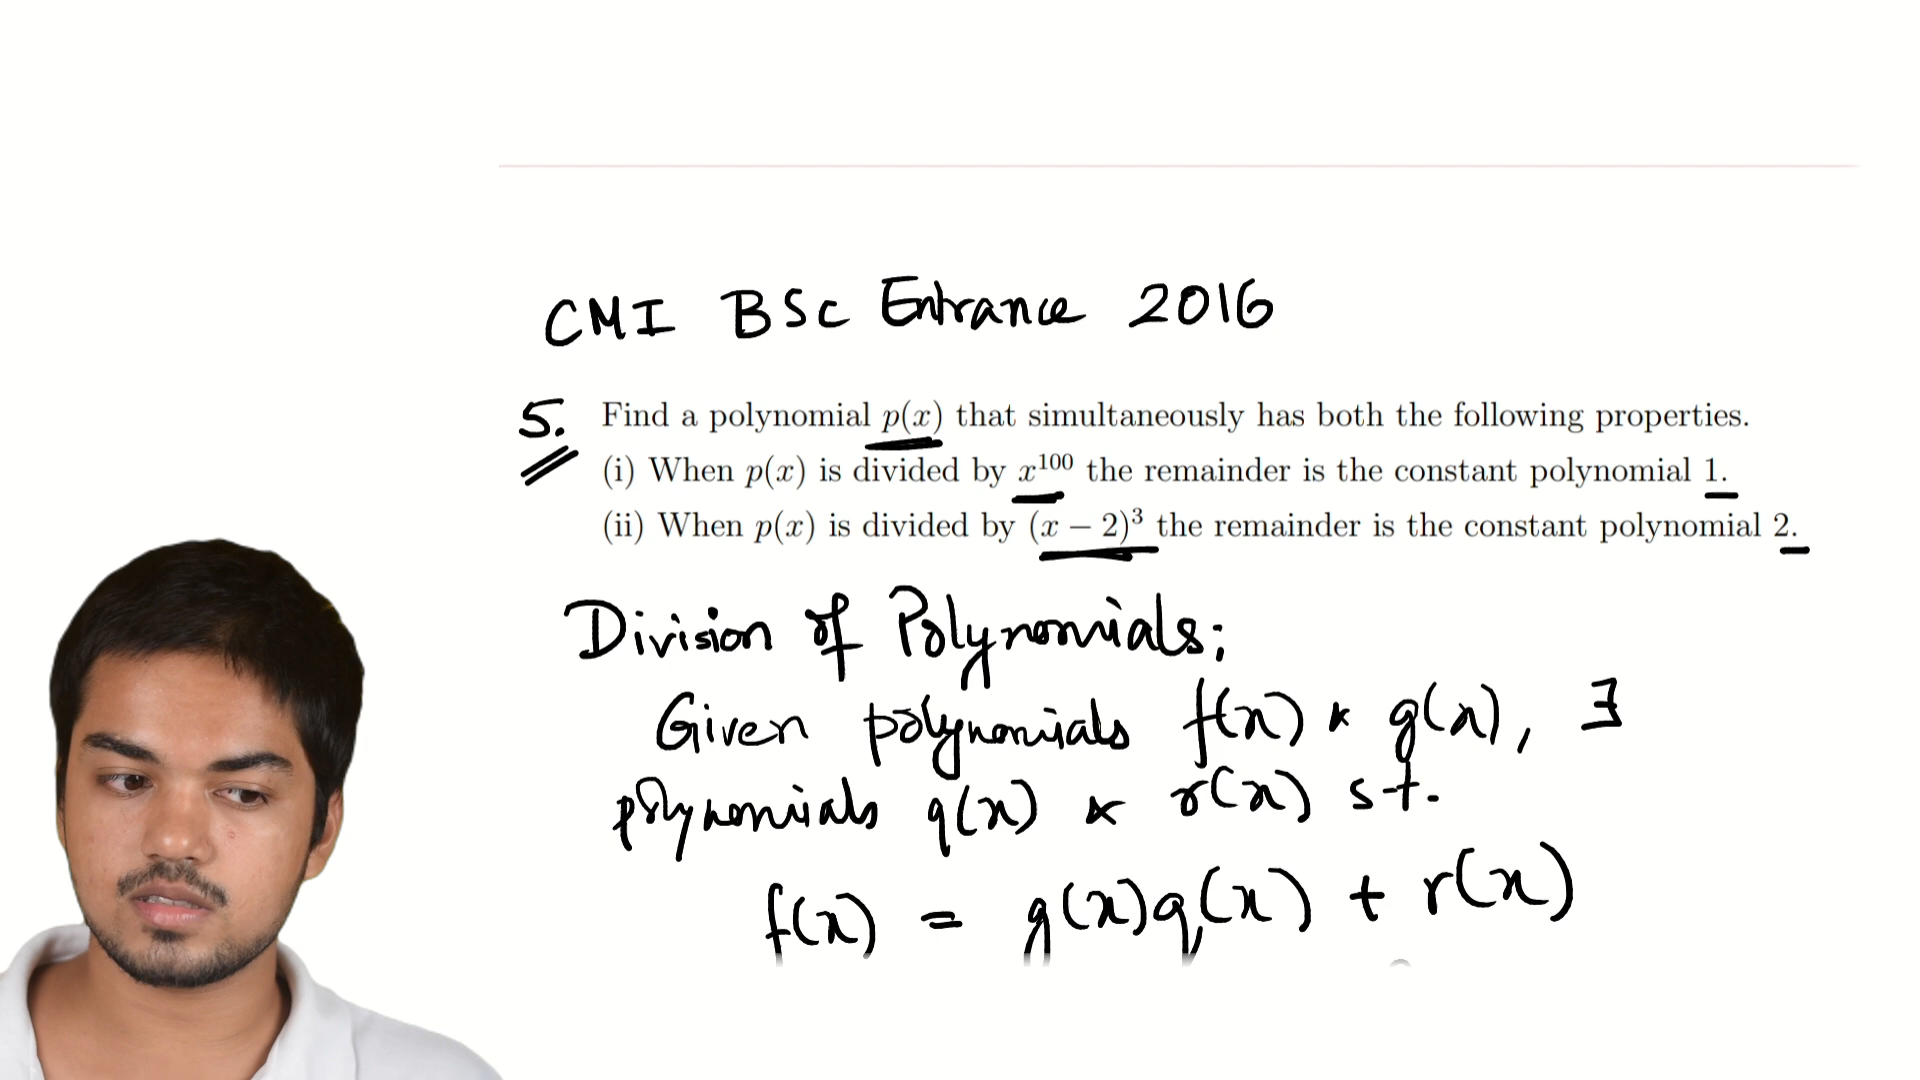 CMI BSc Entrance 2016
5. Find a polynomial p(x) that simultaneously has both the following properties.
(i) When p(x) is divided by x¹⁰⁰ the remainder is the constant polynomial 1.
(ii) When p(x) is divided by (x − 2)³ the remainder is the constant polynomial 2.
Division of Polynomials;
Given polynomials f(x) & g(x), ∃
polynomials q(x) & r(x) s.t.
f(x) = g(x)q(x) + r(x)